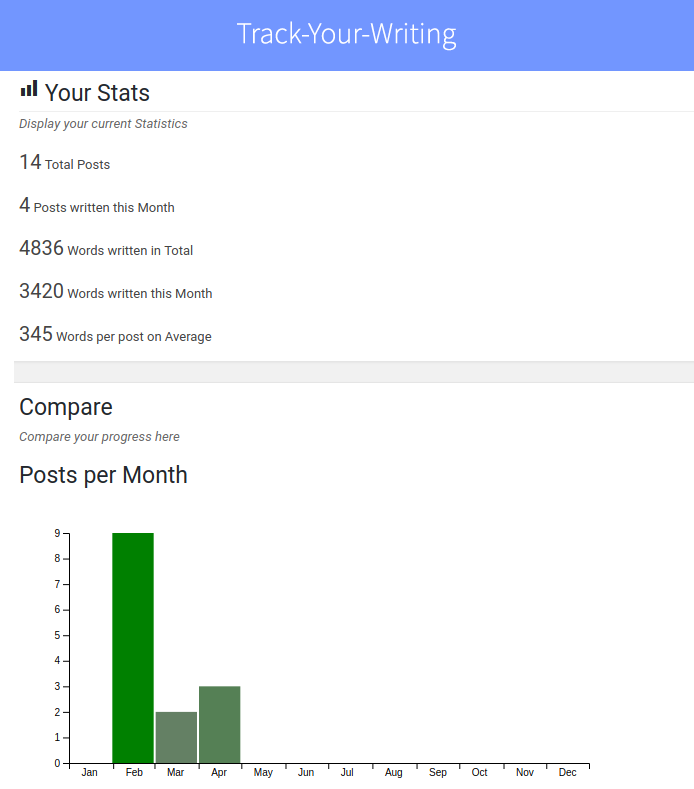 Track-Your-Writing
Your Stats
Display your current Statistics
14 Total Posts
4 Posts written this Month
4836 Words written in Total
3420 Words written this Month
345 Words per post on Average
Compare
Compare your progress here
Posts per Month
9
8
7
6
5
4
3
2
1
0
Jan Feb Mar Apr May Jun Jul Aug Sep Oct Nov Dec